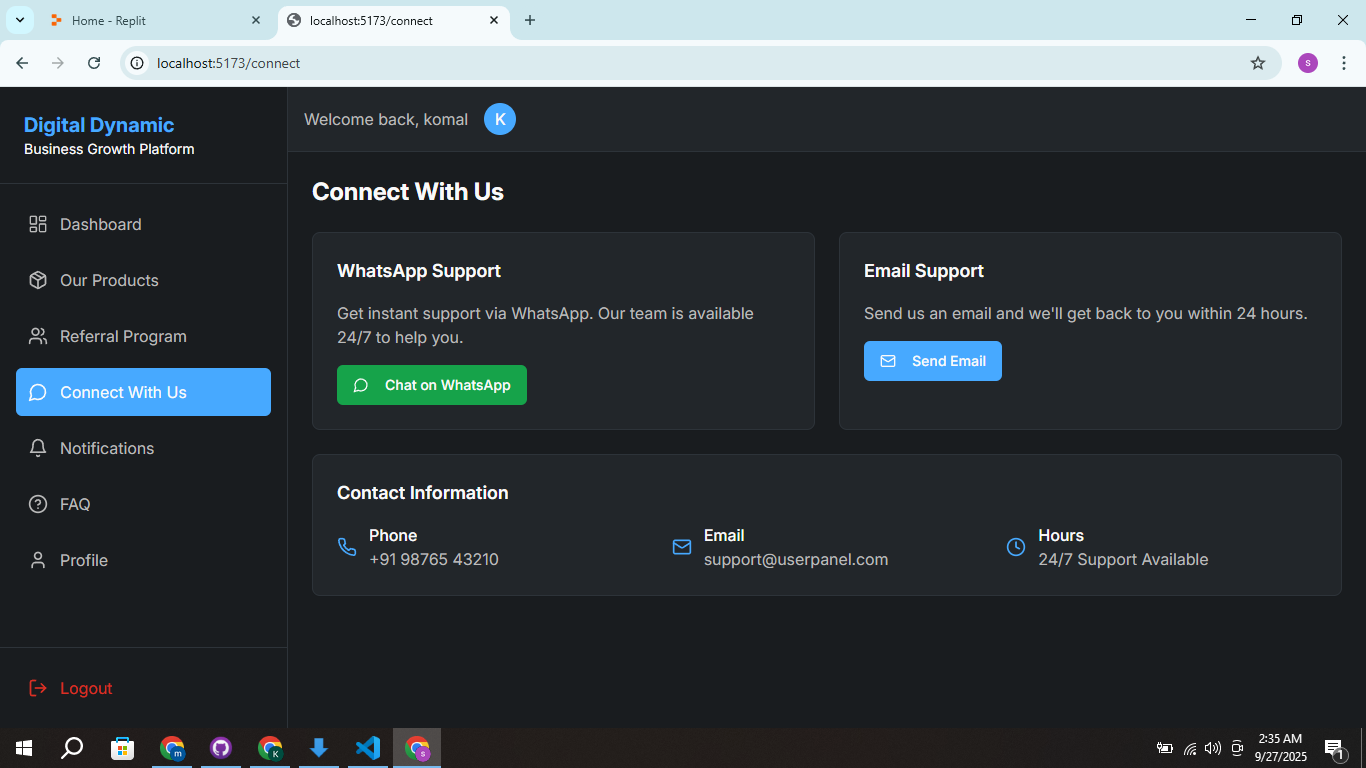 Home - Replit
localhost:5173/connect
localhost:5173/connect
s
Digital Dynamic
Business Growth Platform
Welcome back, komal
K
Dashboard
Our Products
Referral Program
Connect With Us
Notifications
FAQ
Profile
Logout
Connect With Us
WhatsApp Support
Get instant support via WhatsApp. Our team is available
24/7 to help you.
Chat on WhatsApp
Email Support
Send us an email and we'll get back to you within 24 hours.
Send Email
Contact Information
Phone
+91 98765 43210
Email
support@userpanel.com
Hours
24/7 Support Available
m
K
s
2:35 AM
9/27/2025
1